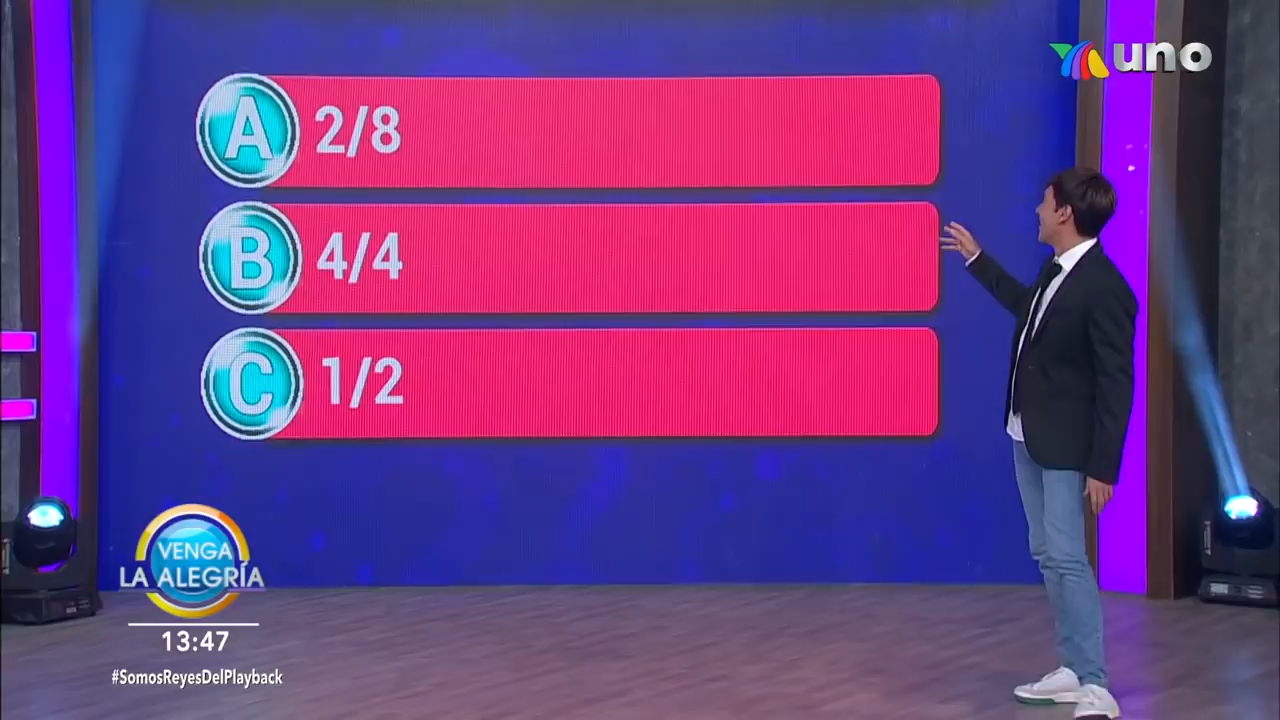 uno
A 2/8
B 4/4
C 1/2
VENGA
LA ALEGRÍA
13:47
#SomosReyesDelPlayback